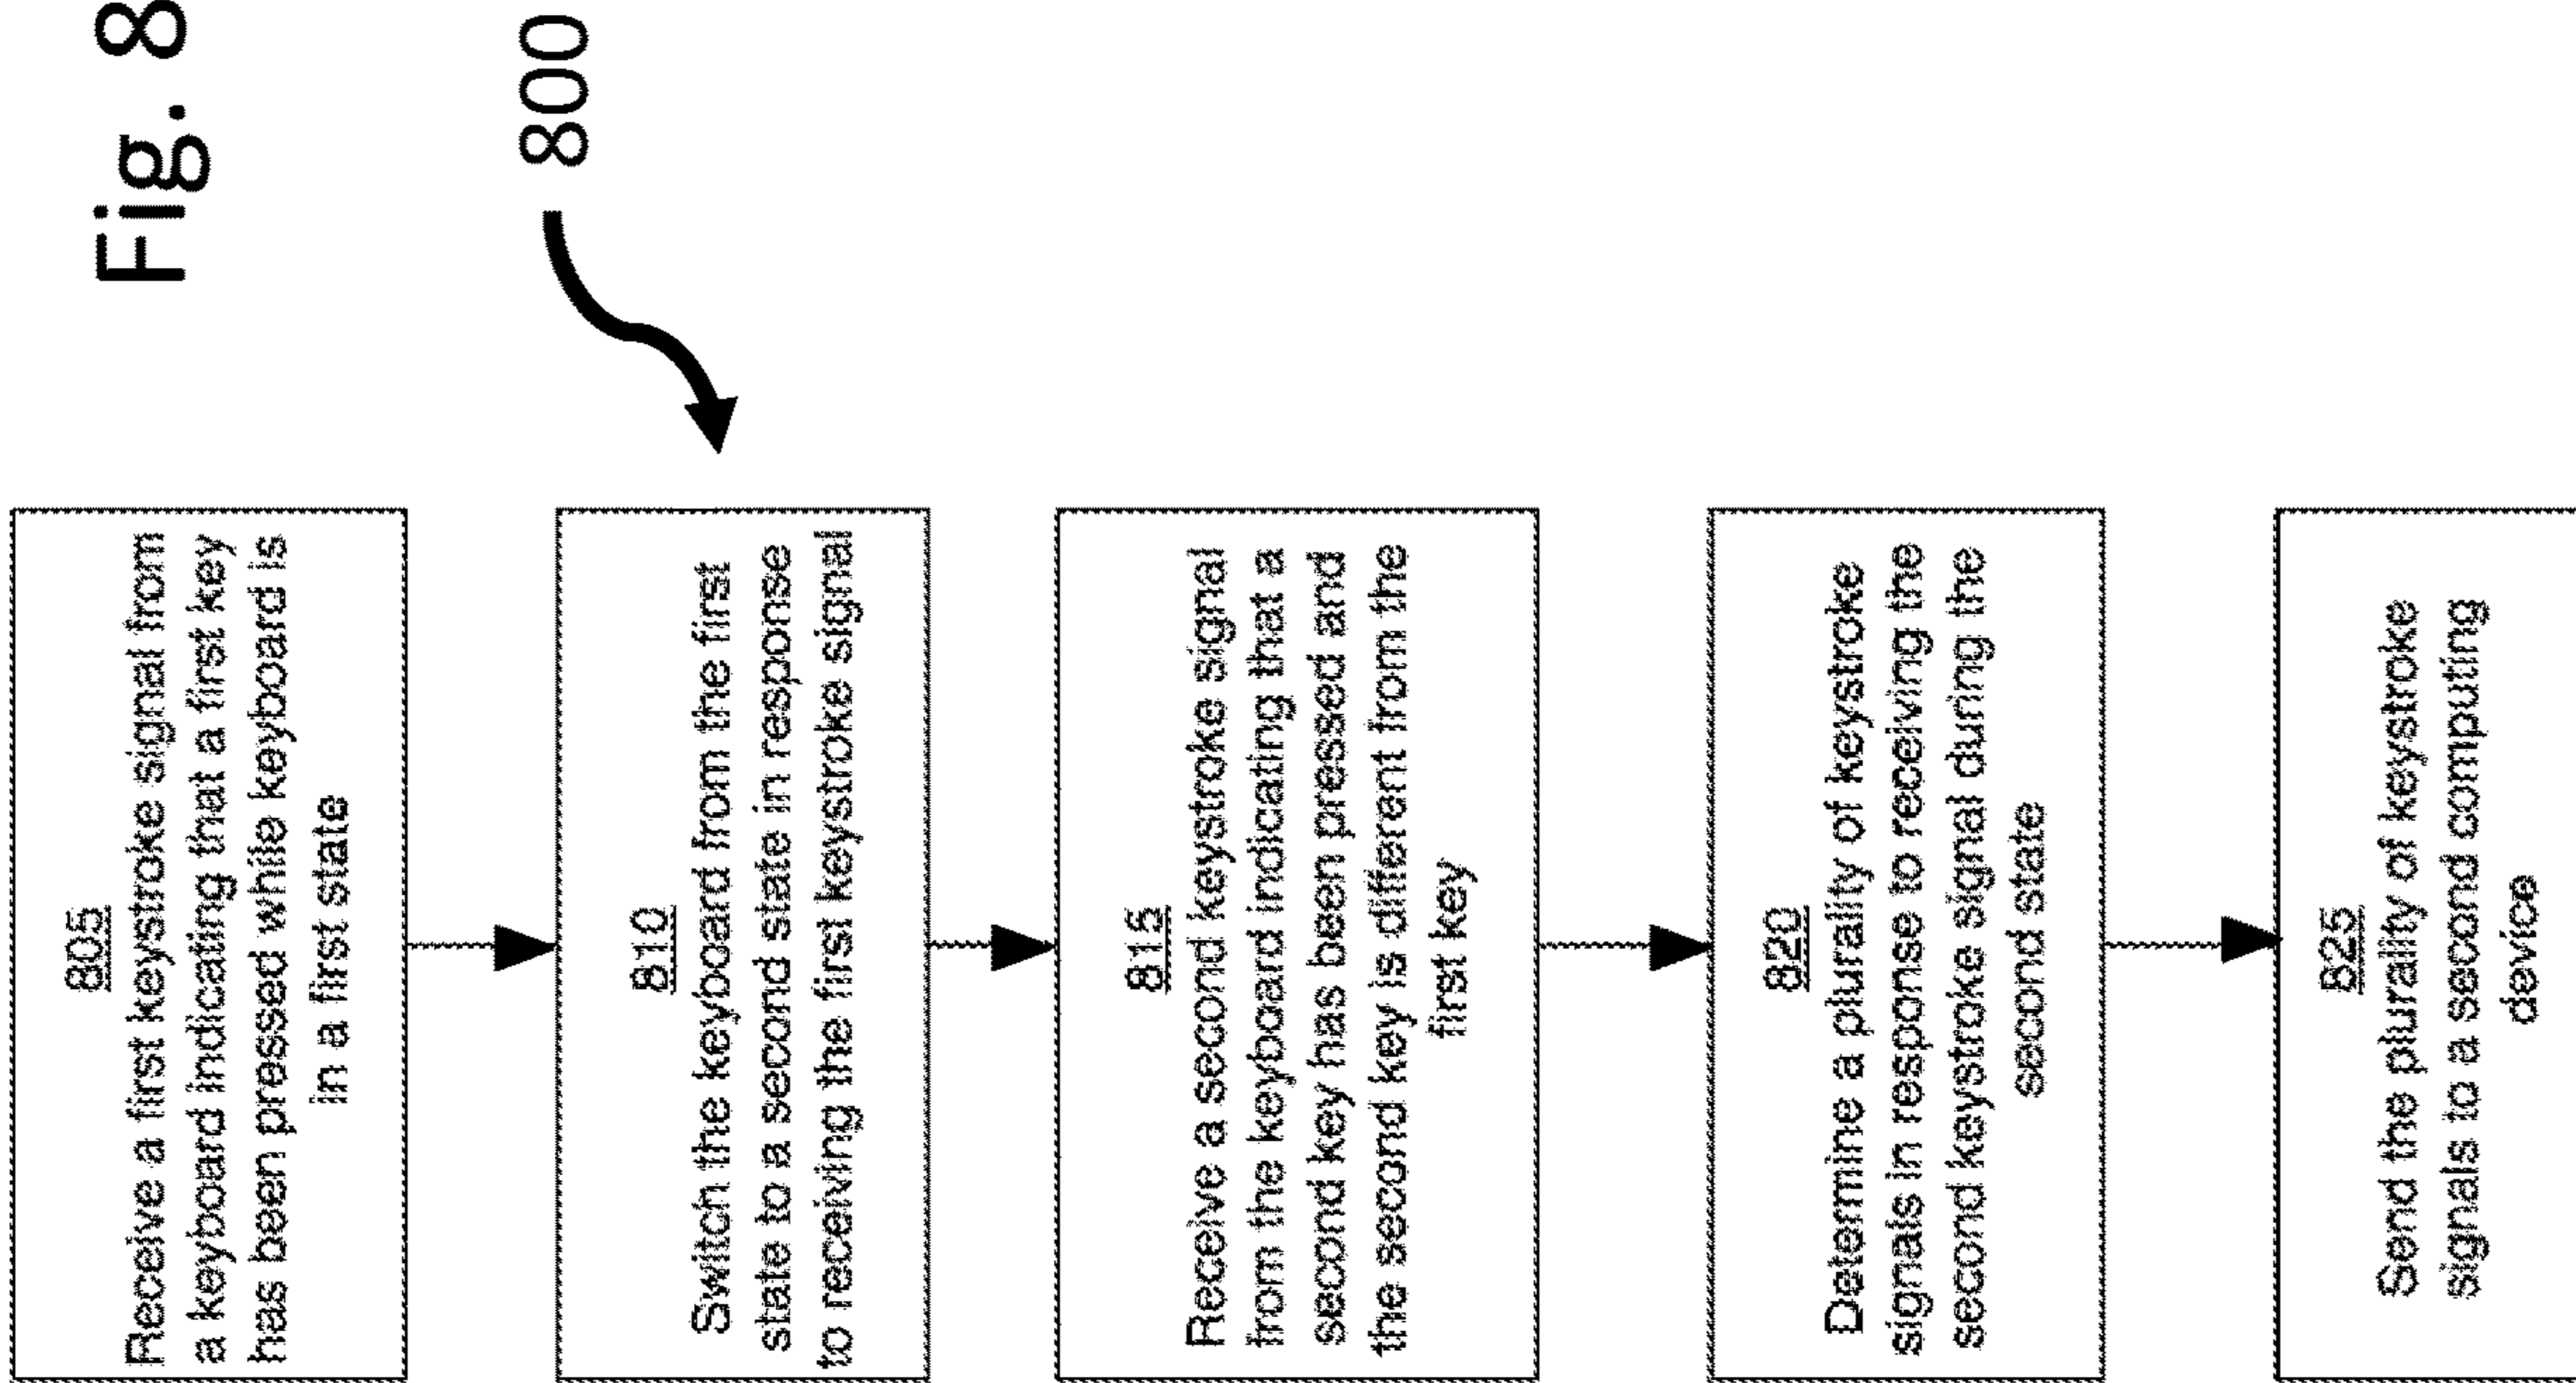 Fig. 8
800
805
Receive a first keystroke signal from
a keyboard indicating that a first key
has been pressed while keyboard is
in a first state
810
Switch the keyboard from the first
state to a second state in response
to receiving the first keystroke signal
815
Receive a second keystroke signal
from the keyboard indicating that a
second key has been pressed and
the second key is different from the
first key
820
Determine a plurality of keystroke
signals in response to receiving the
second keystroke signal during the
second state
825
Send the plurality of keystroke
signals to a second computing
device